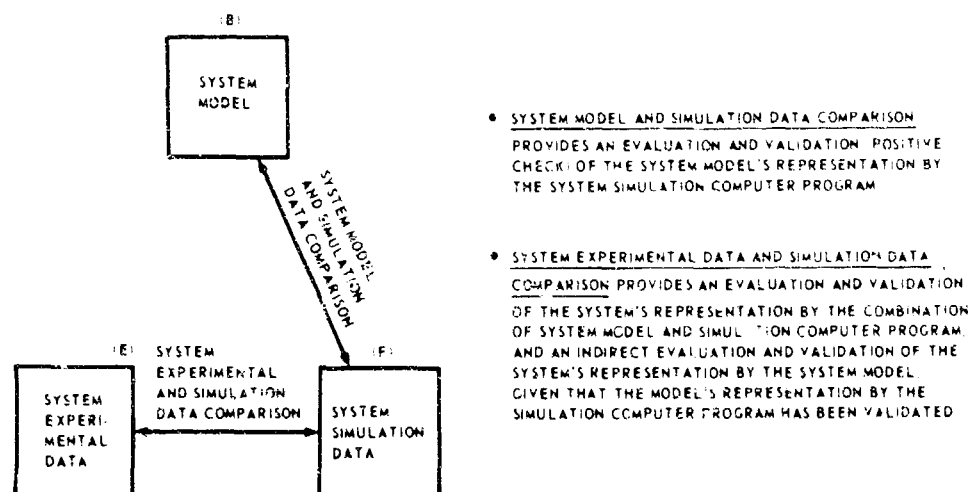 (B)
SYSTEM
MODEL
SYSTEM MODEL
AND SIMULATION
DATA COMPARISON
(E)
SYSTEM
EXPERI-
MENTAL
DATA
SYSTEM
EXPERIMENTAL
AND SIMULATION
DATA COMPARISON
(F)
SYSTEM
SIMULATION
DATA
• SYSTEM MODEL AND SIMULATION DATA COMPARISON
PROVIDES AN EVALUATION AND VALIDATION (POSITIVE
CHECK) OF THE SYSTEM MODEL'S REPRESENTATION BY
THE SYSTEM SIMULATION COMPUTER PROGRAM
• SYSTEM EXPERIMENTAL DATA AND SIMULATION DATA
COMPARISON PROVIDES AN EVALUATION AND VALIDATION
OF THE SYSTEM'S REPRESENTATION BY THE COMBINATION
OF SYSTEM MODEL AND COMPUTER PROGRAM,
AND AN INDIRECT EVALUATION AND VALIDATION OF THE
SYSTEM'S REPRESENTATION BY THE SYSTEM MODEL,
GIVEN THAT THE MODEL'S REPRESENTATION BY THE
SIMULATION COMPUTER PROGRAM HAS BEEN VALIDATED